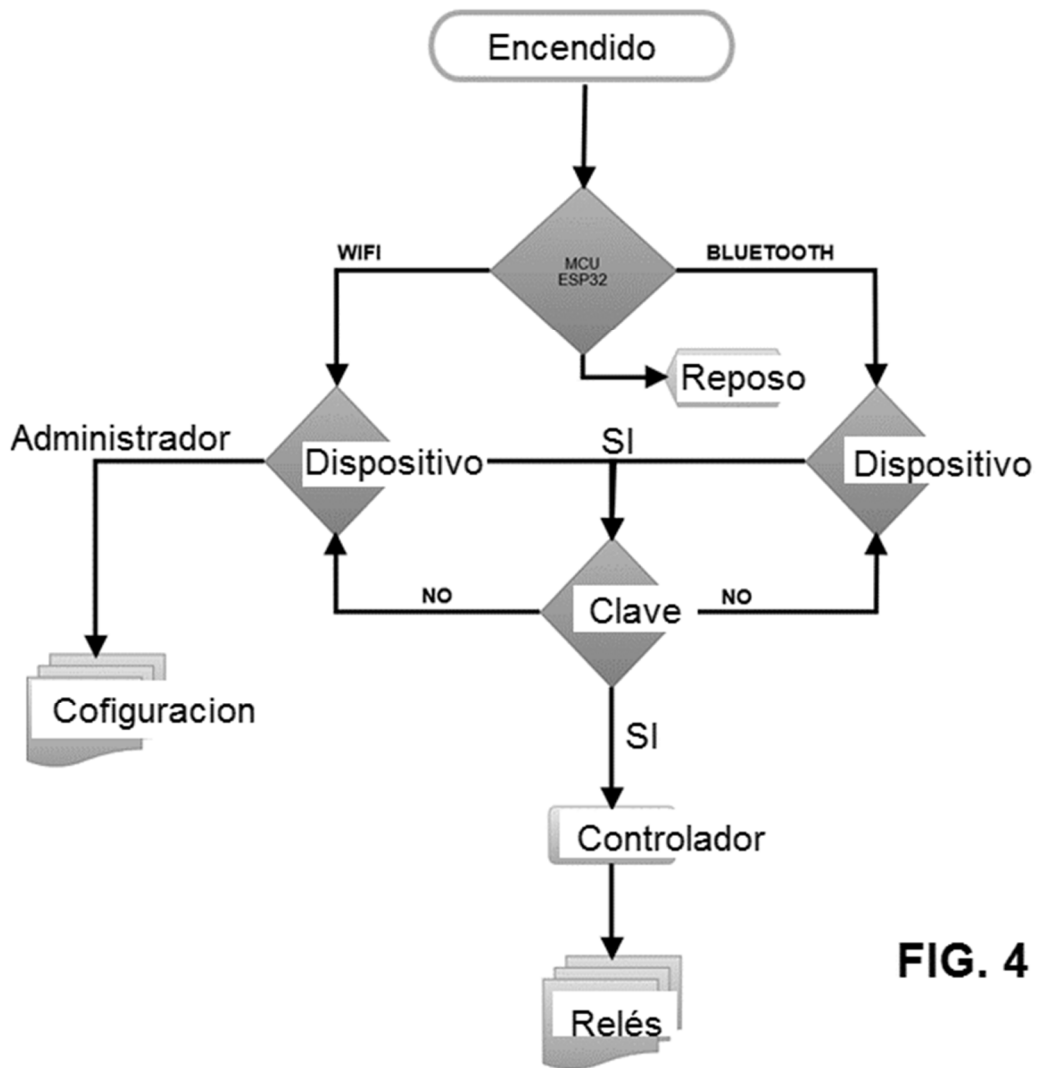 Encendido
WIFI
MCU
ESP32
BLUETOOTH
Reposo
Administrador
Dispositivo
SI
Dispositivo
NO
Clave
NO
Cofiguracion
SI
Controlador
Relés
FIG. 4